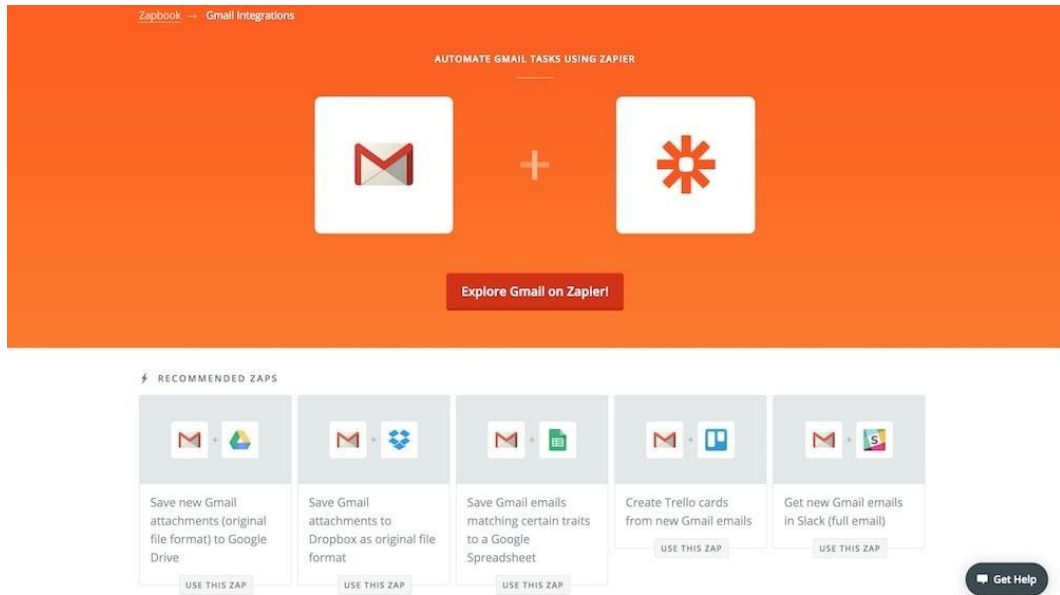 Zapbook → Gmail Integrations
AUTOMATE GMAIL TASKS USING ZAPIER
+
Explore Gmail on Zapier!
RECOMMENDED ZAPS
+
+
+
+
+
S
Save new Gmail
attachments (original
file format) to Google
Drive
USE THIS ZAP
Save Gmail
attachments to
Dropbox as original file
format
USE THIS ZAP
Save Gmail emails
matching certain traits
to a Google
Spreadsheet
USE THIS ZAP
Create Trello cards
from new Gmail emails
USE THIS ZAP
Get new Gmail emails
in Slack (full email)
USE THIS ZAP
Get Help